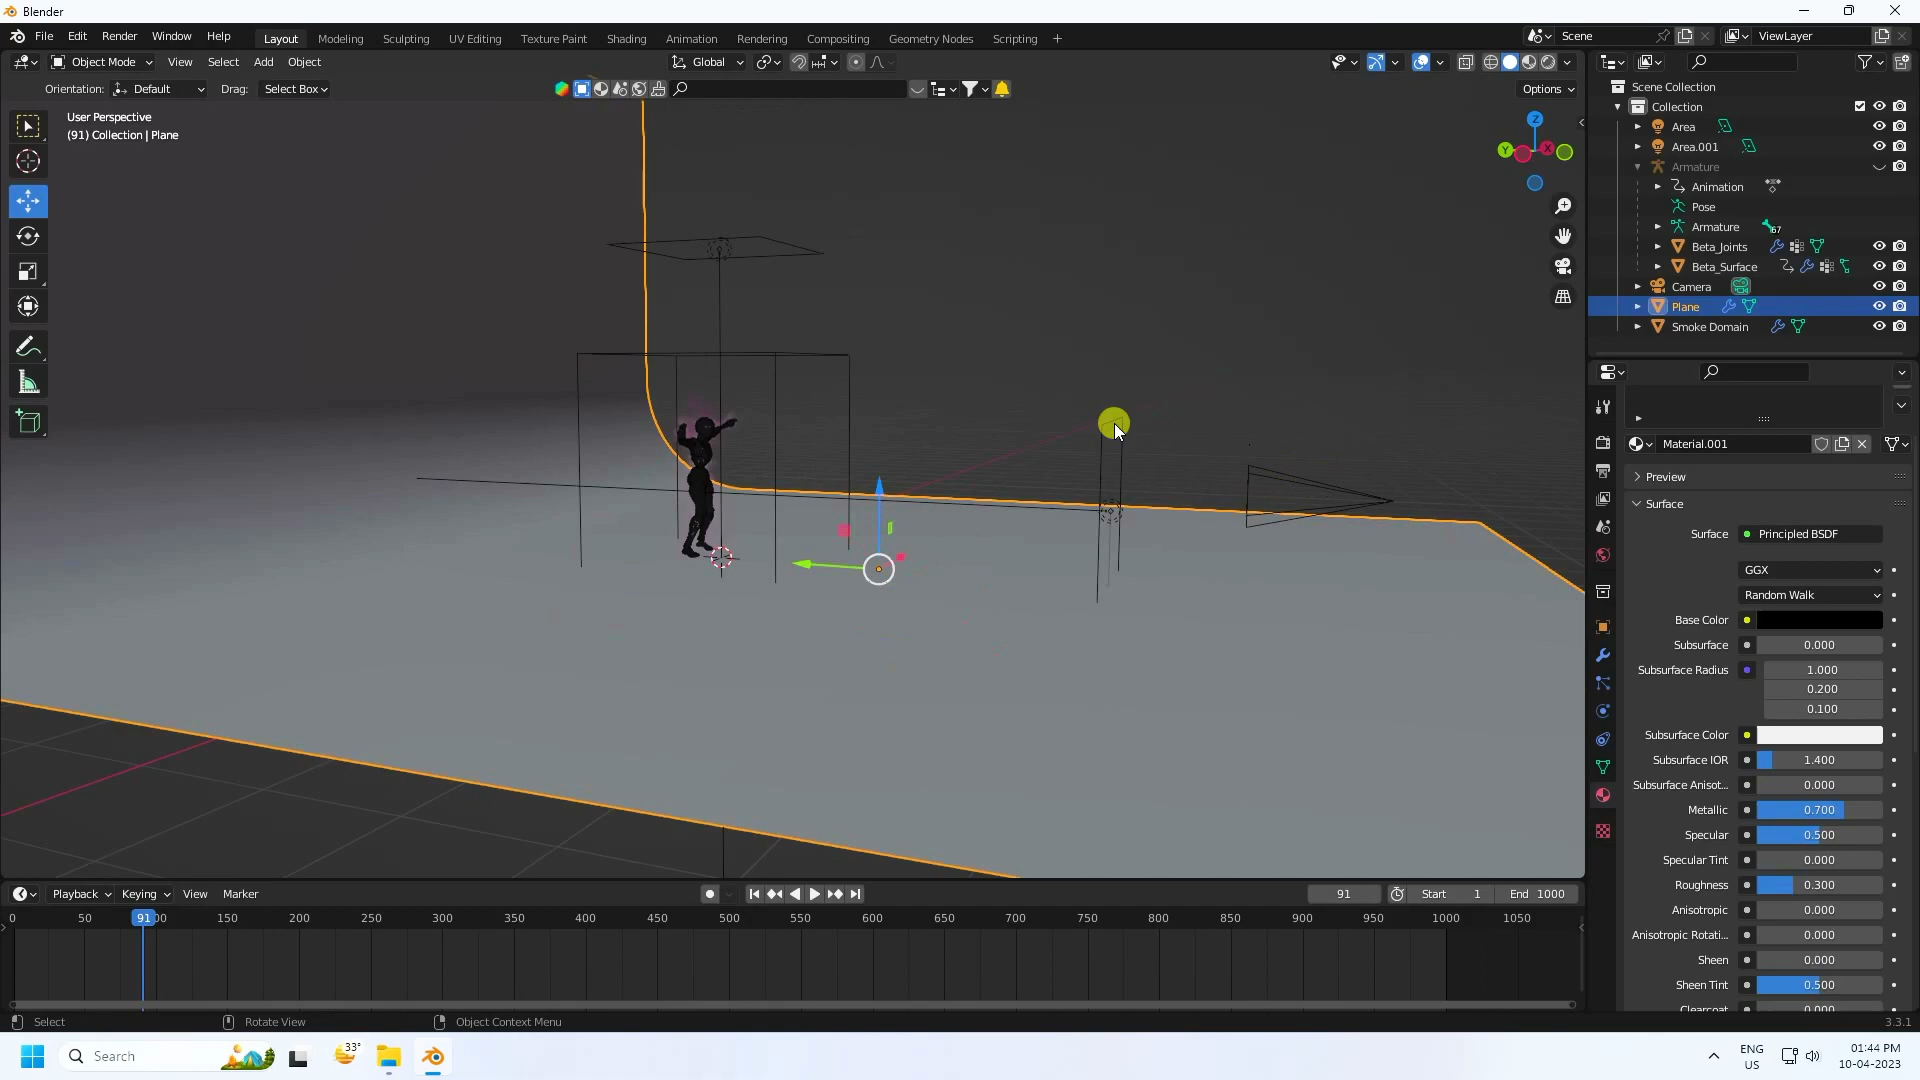 Blender
File Edit Render Window Help Layout Modeling Sculpting UV Editing Texture Paint Shading Animation Rendering Compositing Geometry Nodes Scripting + Scene ViewLayer
Object Mode View Select Add Object Global
Orientation: Default Drag: Select Box Options
User Perspective
(91) Collection | Plane
Z
Y X
Scene Collection
Collection
Area
Area.001
Armature
Animation
Pose
Armature 67
Beta_Joints
Beta_Surface
Camera
Plane
Smoke Domain
Material.001
Preview
Surface
Surface Principled BSDF
GGX
Random Walk
Base Color
Subsurface 0.000
Subsurface Radius 1.000
0.200
0.100
Subsurface Color
Subsurface IOR 1.400
Subsurface Anisot... 0.000
Metallic 0.700
Specular 0.500
Specular Tint 0.000
Roughness 0.300
Anisotropic 0.000
Anisotropic Rotati... 0.000
Sheen 0.000
Sheen Tint 0.500
Clearcoat 0.000
Playback Keying View Marker 91 Start 1 End 1000
0 50 91 100 150 200 250 300 350 400 450 500 550 600 650 700 750 800 850 900 950 1000 1050
Select Rotate View Object Context Menu 3.3.1
Search 33° ENG US 01:44 PM 10-04-2023